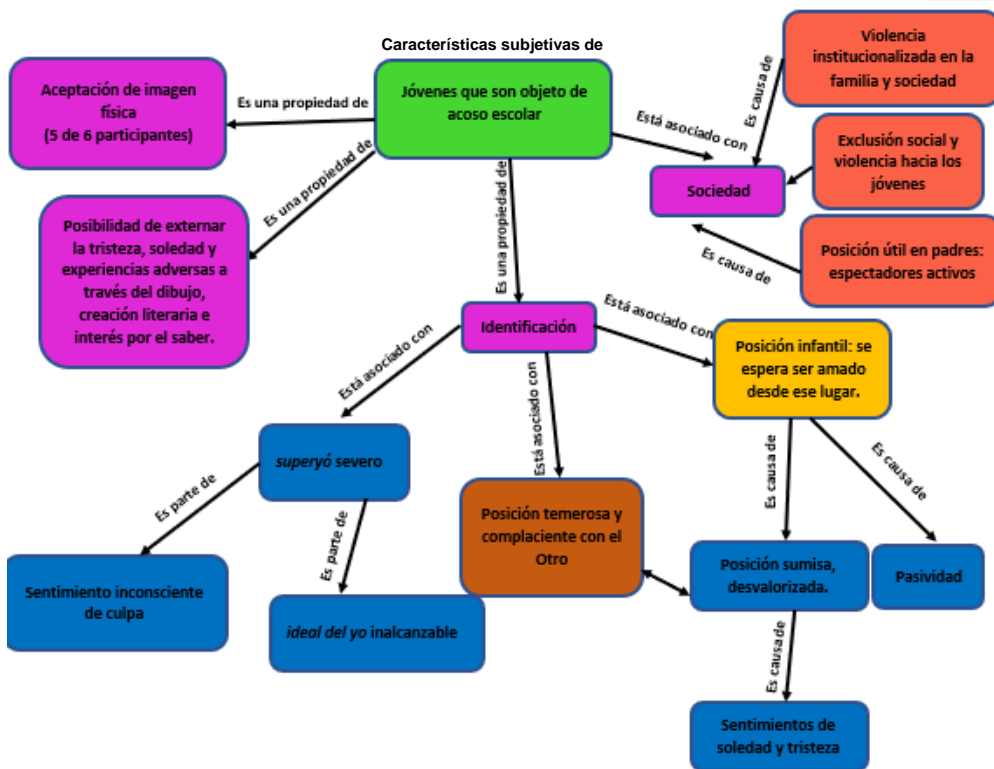 Características subjetivas de
Jóvenes que son objeto de
acoso escolar
Aceptación de imagen
física
(5 de 6 participantes)
Es una propiedad de
Es una propiedad de
Posibilidad de externar
la tristeza, soledad y
experiencias adversas a
través del dibujo,
creación literaria e
interés por el saber.
Es una propiedad de
Está asociado con
Sociedad
Es causa de
Violencia
institucionalizada en la
familia y sociedad
Exclusión social y
violencia hacia los
jóvenes
Es causa de
Posición útil en padres:
espectadores activos
Identificación
Está asociado con
Está asociado con
Está asociado con
Posición infantil: se
espera ser amado
desde ese lugar.
superyó severo
Es parte de
Es parte de
Sentimiento inconsciente
de culpa
ideal del yo inalcanzable
Posición temerosa y
complaciente con el
Otro
Es causa de
Es causa de
Posición sumisa,
desvalorizada.
Pasividad
Es causa de
Sentimientos de
soledad y tristeza